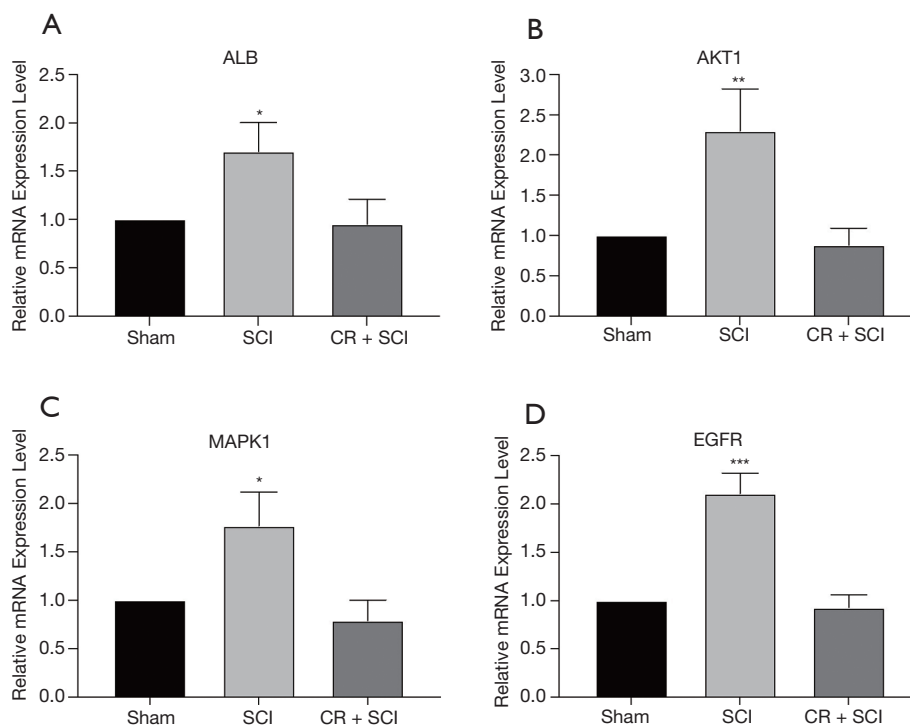 A
ALB
Relative mRNA Expression Level
2.5
2.0
1.5
1.0
0.5
0.0
*
Sham
SCI
CR + SCI
B
AKT1
Relative mRNA Expression Level
3.0
2.5
2.0
1.5
1.0
0.5
0.0
**
Sham
SCI
CR + SCI
C
MAPK1
Relative mRNA Expression Level
2.5
2.0
1.5
1.0
0.5
0.0
*
Sham
SCI
CR + SCI
D
EGFR
Relative mRNA Expression Level
2.5
2.0
1.5
1.0
0.5
0.0
***
Sham
SCI
CR + SCI